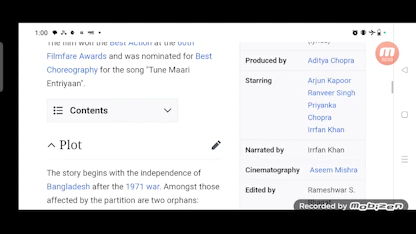 1:00
The film won the Best Action at the 60th
Filmfare Awards and was nominated for Best
Choreography for the song "Tune Maari
Entriyaan".
Contents
Plot
The story begins with the independence of
Bangladesh after the 1971 war. Amongst those
affected by the partition are two orphans:
Produced by Aditya Chopra
Starring Arjun Kapoor
Ranveer Singh
Priyanka
Chopra
Irrfan Khan
Narrated by Irrfan Khan
Cinematography Aseem Mishra
Edited by Rameshwar S.
Recorded by Mobizen